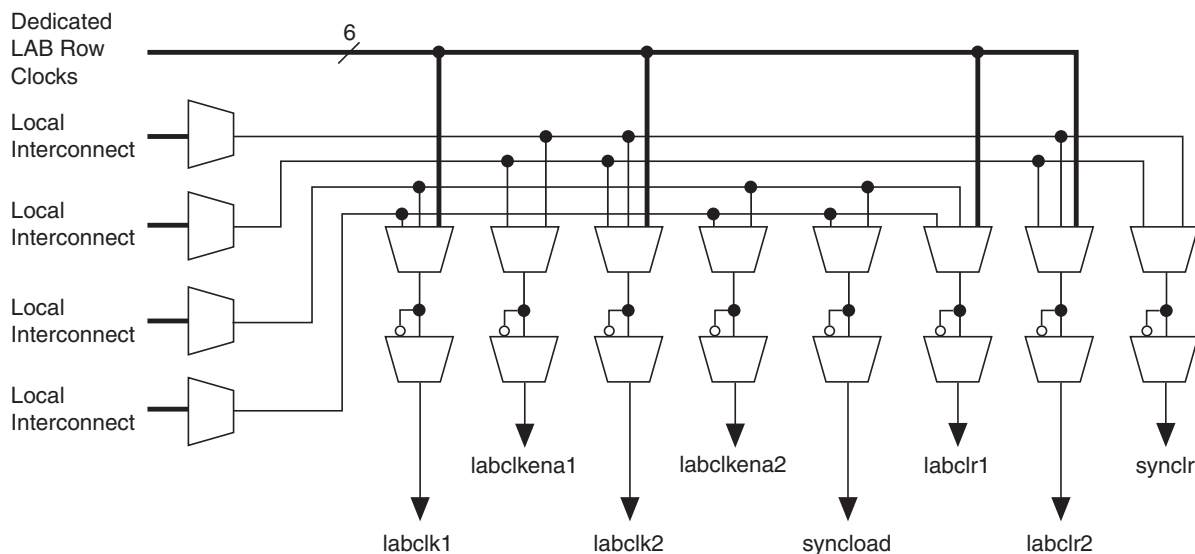 Dedicated
LAB Row
Clocks
6
Local
Interconnect
Local
Interconnect
Local
Interconnect
Local
Interconnect
labclkena1
labclkena2
labclr1
synclr
labclk1
labclk2
syncload
labclr2